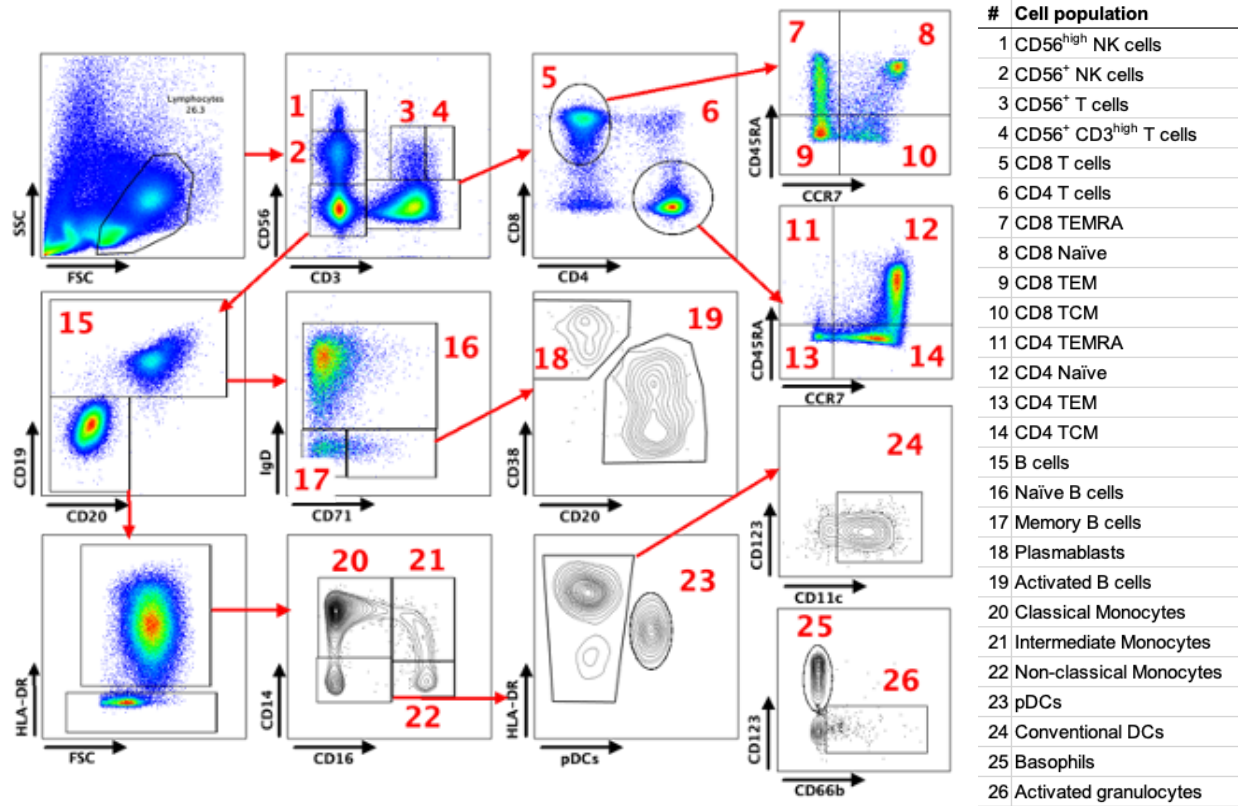 Lymphocytes
26.3
SSC
FSC
1
2
3
4
CD56
CD3
5
6
CD8
CD4
7
8
9
10
CD45RA
CCR7
11
12
13
14
CD45RA
CCR7
15
CD19
CD20
16
17
IgD
CD71
18
19
CD38
CD20
HLA-DR
FSC
20
21
22
CD14
CD16
23
HLA-DR
pDCs
24
CD123
CD11c
25
26
CD123
CD66b
# Cell population
1 CD56high NK cells
2 CD56+ NK cells
3 CD56+ T cells
4 CD56+ CD3high T cells
5 CD8 T cells
6 CD4 T cells
7 CD8 TEMRA
8 CD8 Naïve
9 CD8 TEM
10 CD8 TCM
11 CD4 TEMRA
12 CD4 Naïve
13 CD4 TEM
14 CD4 TCM
15 B cells
16 Naïve B cells
17 Memory B cells
18 Plasmablasts
19 Activated B cells
20 Classical Monocytes
21 Intermediate Monocytes
22 Non-classical Monocytes
23 pDCs
24 Conventional DCs
25 Basophils
26 Activated granulocytes